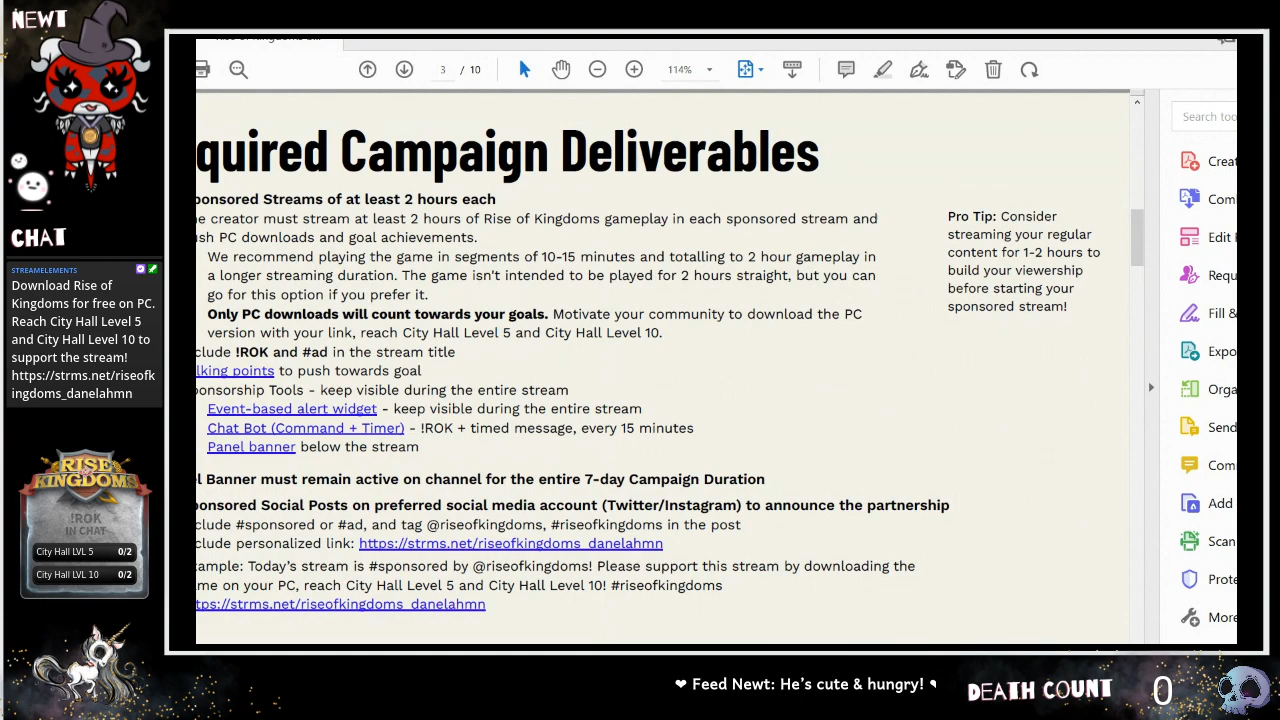 NEWT
CHAT
STREAMELEMENTS
Download Rise of
Kingdoms for free on PC.
Reach City Hall Level 5
and City Hall Level 10 to
support the stream!
https://strms.net/riseofk
ingdoms_danelahmn
RISE OF
KINGDOMS
!ROK
IN CHAT
City Hall LVL 5 0/2
City Hall LVL 10 0/2
3 / 10
114%
quired Campaign Deliverables
ponsored Streams of at least 2 hours each
e creator must stream at least 2 hours of Rise of Kingdoms gameplay in each sponsored stream and
sh PC downloads and goal achievements.
We recommend playing the game in segments of 10-15 minutes and totalling to 2 hour gameplay in
a longer streaming duration. The game isn't intended to be played for 2 hours straight, but you can
go for this option if you prefer it.
Only PC downloads will count towards your goals. Motivate your community to download the PC
version with your link, reach City Hall Level 5 and City Hall Level 10.
clude !ROK and #ad in the stream title
lking points to push towards goal
onsorship Tools - keep visible during the entire stream
Event-based alert widget - keep visible during the entire stream
Chat Bot (Command + Timer) - !ROK + timed message, every 15 minutes
Panel banner below the stream
l Banner must remain active on channel for the entire 7-day Campaign Duration
ponsored Social Posts on preferred social media account (Twitter/Instagram) to announce the partnership
clude #sponsored or #ad, and tag @riseofkingdoms, #riseofkingdoms in the post
clude personalized link: https://strms.net/riseofkingdoms_danelahmn
ample: Today's stream is #sponsored by @riseofkingdoms! Please support this stream by downloading the
me on your PC, reach City Hall Level 5 and City Hall Level 10! #riseofkingdoms
tps://strms.net/riseofkingdoms_danelahmn
Pro Tip: Consider
streaming your regular
content for 1-2 hours to
build your viewership
before starting your
sponsored stream!
Search too
Creat
Comb
Edit P
Requ
Fill &
Expo
Orga
Send
Com
Add
Scan
Prote
More
❤ Feed Newt: He's cute & hungry!
DEATH COUNT 0